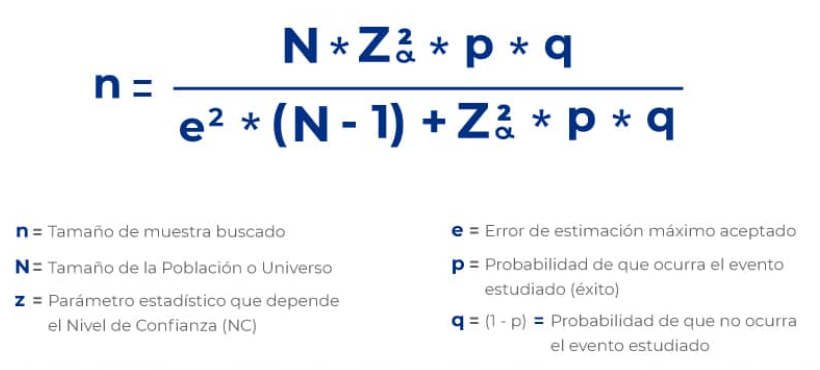 n = N * Z²α * p * q
e² * (N - 1) + Z²α * p * q
n = Tamaño de muestra buscado
N = Tamaño de la Población o Universo
z = Parámetro estadístico que depende
el Nivel de Confianza (NC)
e = Error de estimación máximo aceptado
p = Probabilidad de que ocurra el evento
estudiado (éxito)
q = (1 - p) = Probabilidad de que no ocurra
el evento estudiado